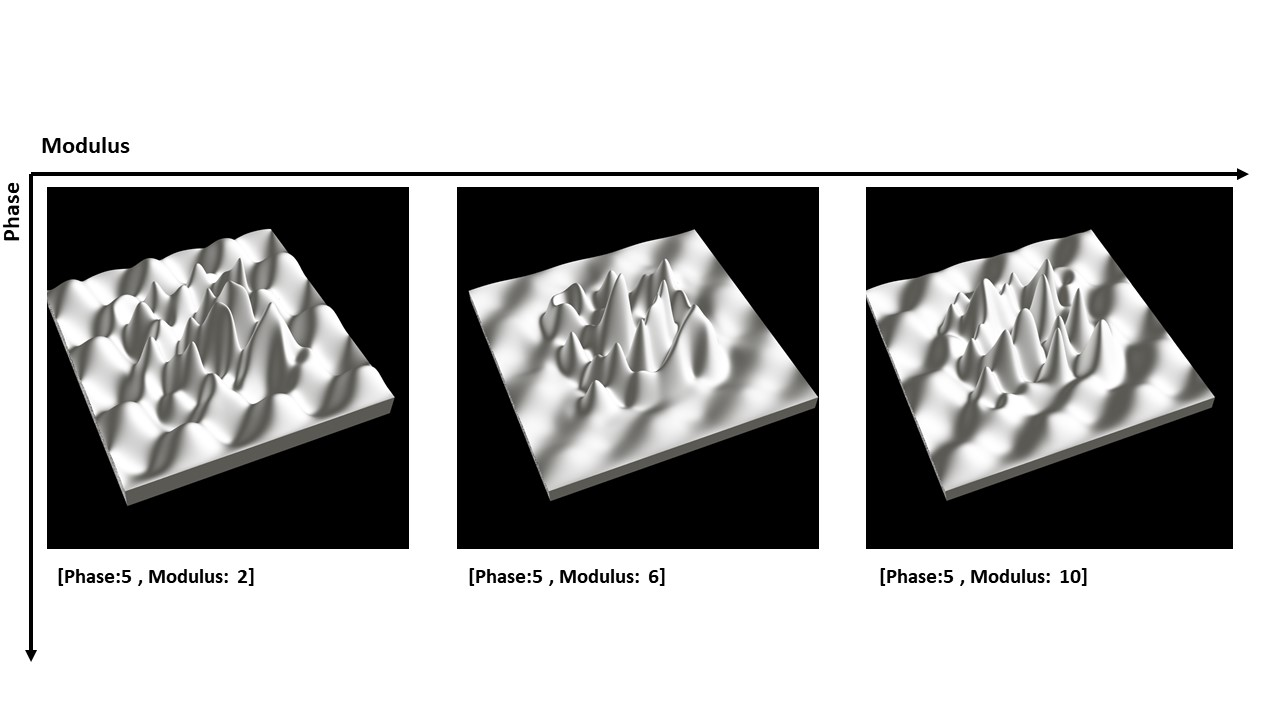 Modulus
Phase
[Phase:5 , Modulus: 2]
[Phase:5 , Modulus: 6]
[Phase:5 , Modulus: 10]